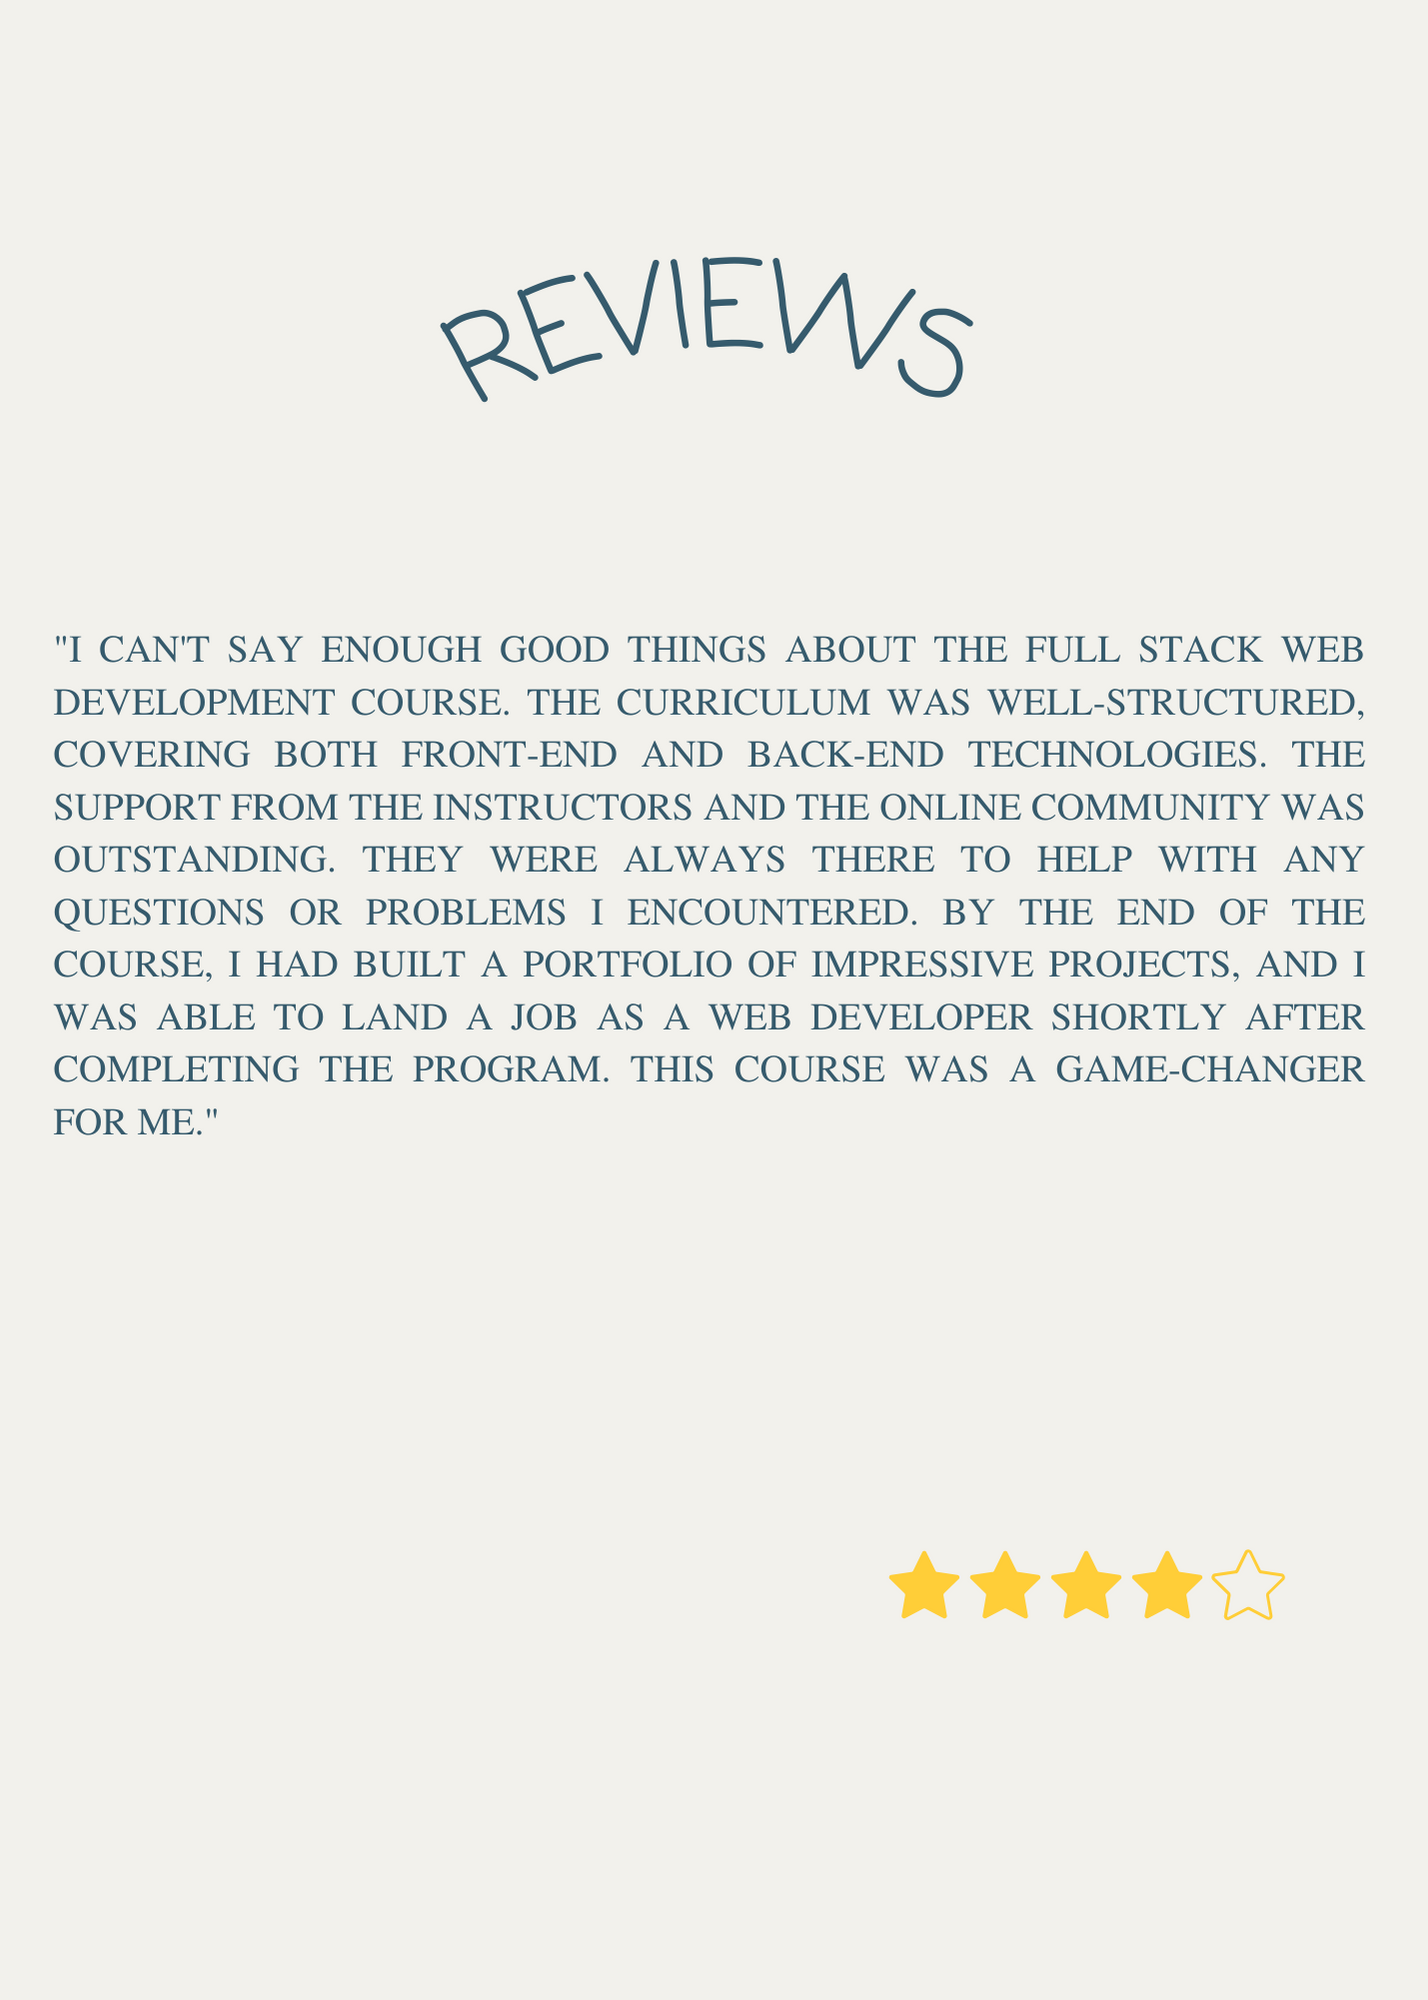 REVIEWS
"I CAN'T SAY ENOUGH GOOD THINGS ABOUT THE FULL STACK WEB
DEVELOPMENT COURSE. THE CURRICULUM WAS WELL-STRUCTURED,
COVERING BOTH FRONT-END AND BACK-END TECHNOLOGIES. THE
SUPPORT FROM THE INSTRUCTORS AND THE ONLINE COMMUNITY WAS
OUTSTANDING. THEY WERE ALWAYS THERE TO HELP WITH ANY
QUESTIONS OR PROBLEMS I ENCOUNTERED. BY THE END OF THE
COURSE, I HAD BUILT A PORTFOLIO OF IMPRESSIVE PROJECTS, AND I
WAS ABLE TO LAND A JOB AS A WEB DEVELOPER SHORTLY AFTER
COMPLETING THE PROGRAM. THIS COURSE WAS A GAME-CHANGER
FOR ME."